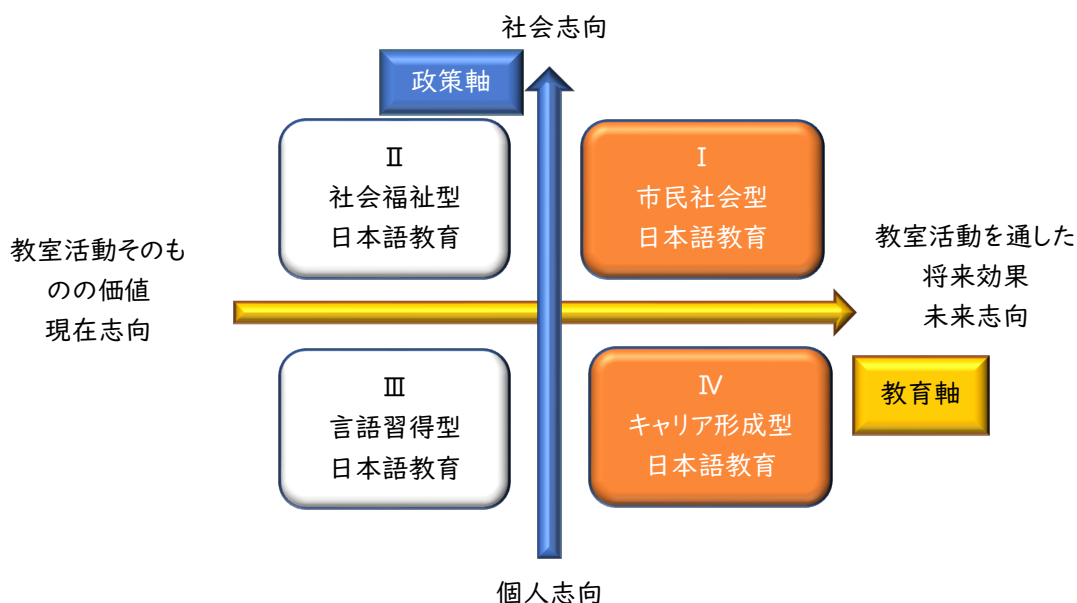 社会志向
政策軸
Ⅱ
社会福祉型
日本語教育
Ⅰ
市民社会型
日本語教育
教室活動そのも
のの価値
現在志向
教室活動を通した
将来効果
未来志向
Ⅲ
言語習得型
日本語教育
Ⅳ
キャリア形成型
日本語教育
教育軸
個人志向